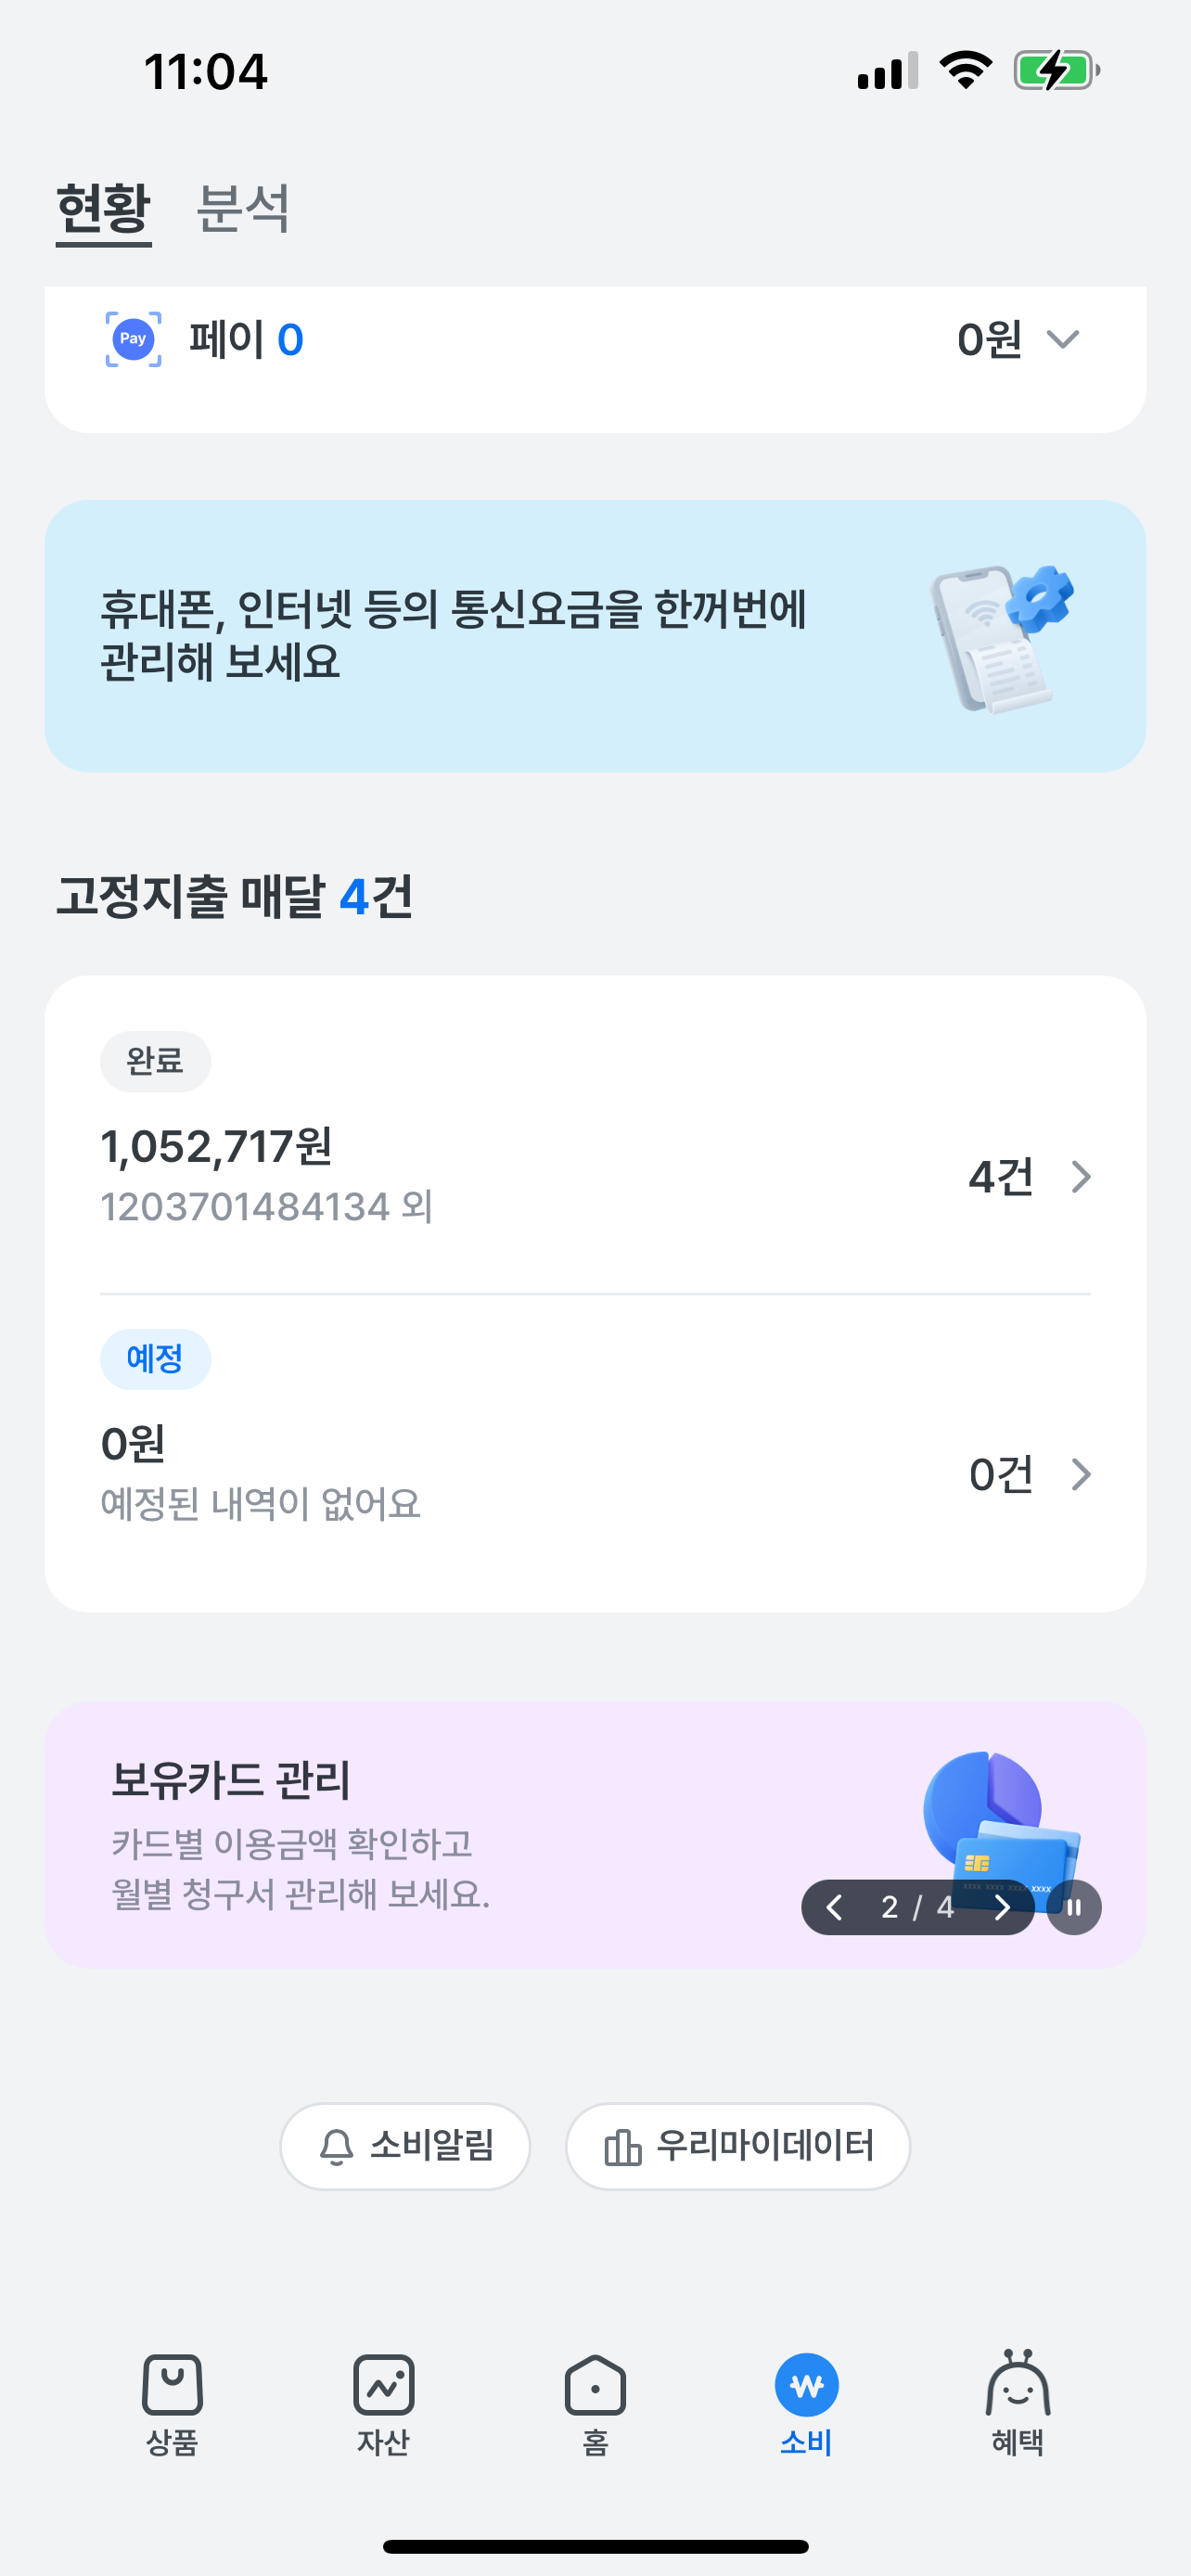 11:04
현황 분석
Pay 페이 0 0원
휴대폰, 인터넷 등의 통신요금을 한꺼번에
관리해 보세요
고정지출 매달 4건
완료
1,052,717원
4건
1203701484134 외
예정
0원
0건
예정된 내역이 없어요
보유카드 관리
카드별 이용금액 확인하고
월별 청구서 관리해 보세요.
xxxx xxxx xxxx xxxx
2 / 4
소비알림 우리마이데이터
상품 자산 홈 소비 혜택